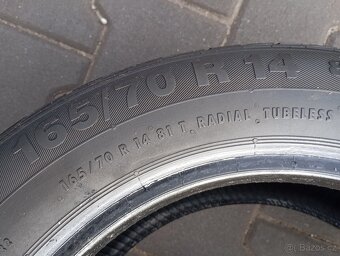 165/70 R 14
165/70 R 14 81 T. RADIAL. TUBELESS
Bazos.cz